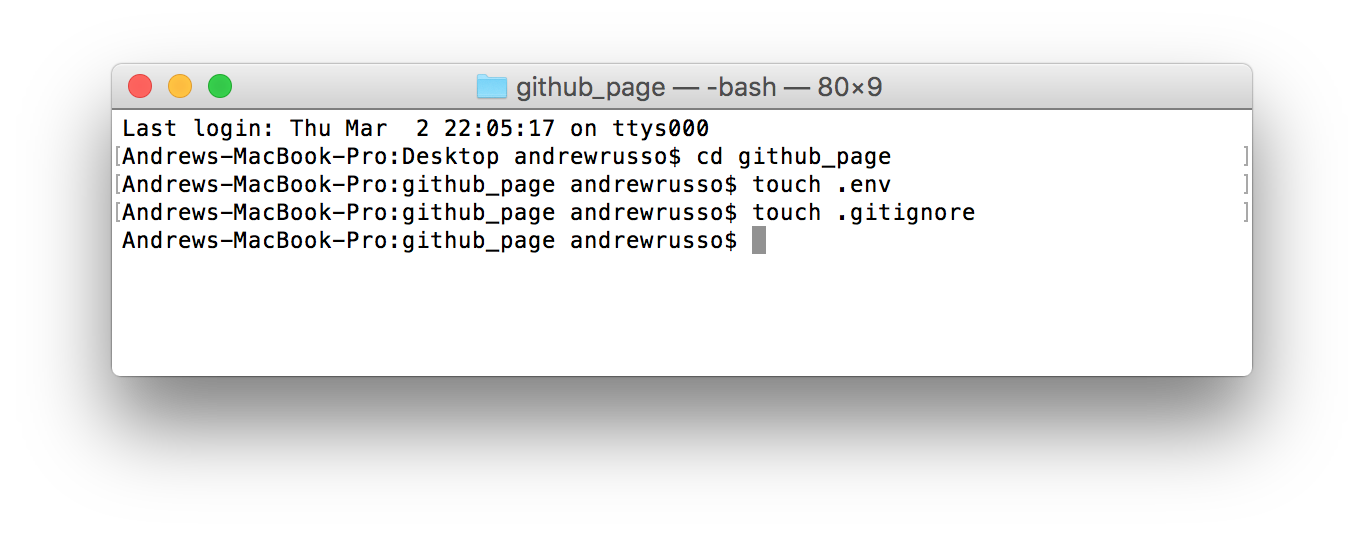 github_page — -bash — 80×9
Last login: Thu Mar  2 22:05:17 on ttys000
[Andrews-MacBook-Pro:Desktop andrewrusso$ cd github_page ]
[Andrews-MacBook-Pro:github_page andrewrusso$ touch .env ]
[Andrews-MacBook-Pro:github_page andrewrusso$ touch .gitignore ]
Andrews-MacBook-Pro:github_page andrewrusso$